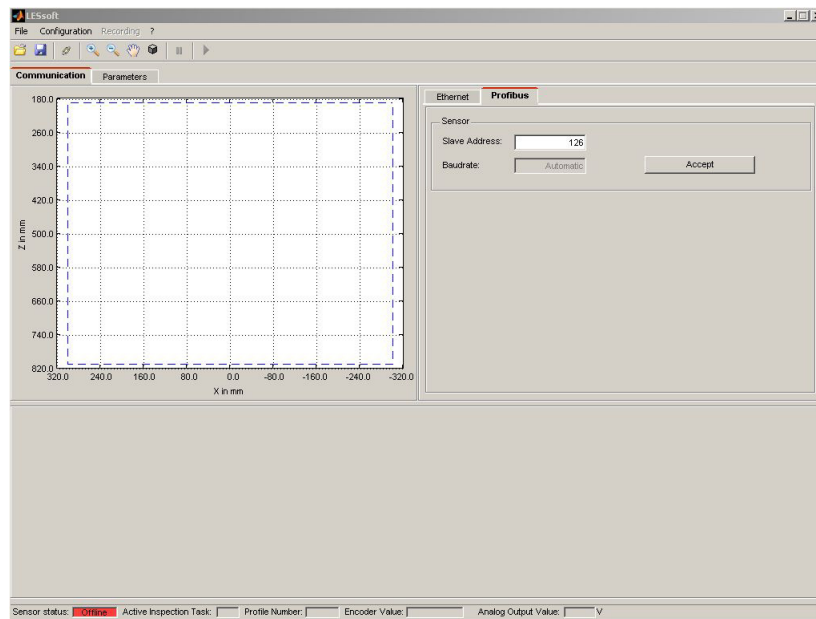 LESsoft
File Configuration Recording ?
Communication Parameters
Ethernet Profibus
Sensor
Slave Address: 126
Baudrate: Automatic Accept
180.0
260.0
340.0
420.0
500.0
580.0
660.0
740.0
820.0
Z in mm
320.0 240.0 160.0 80.0 0.0 -80.0 -160.0 -240.0 -320.0
X in mm
Sensor status: Offline Active Inspection Task: Profile Number: Encoder Value: Analog Output Value: V